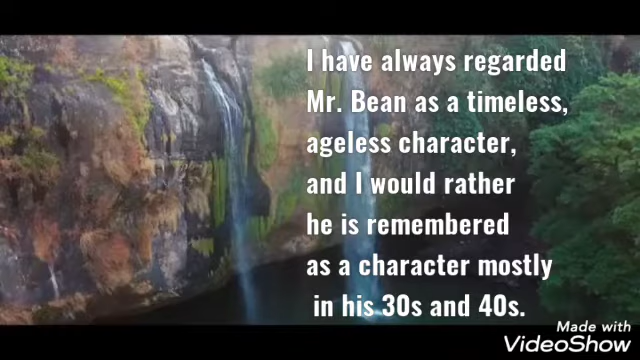 I have always regarded
Mr. Bean as a timeless,
ageless character,
and I would rather
he is remembered
as a character mostly
in his 30s and 40s.
Made with
VideoShow